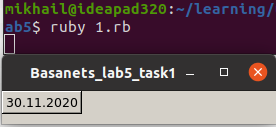 mikhail@ideapad320:~/learning/
ab5$ ruby 1.rb
Basanets_lab5_task1
30.11.2020